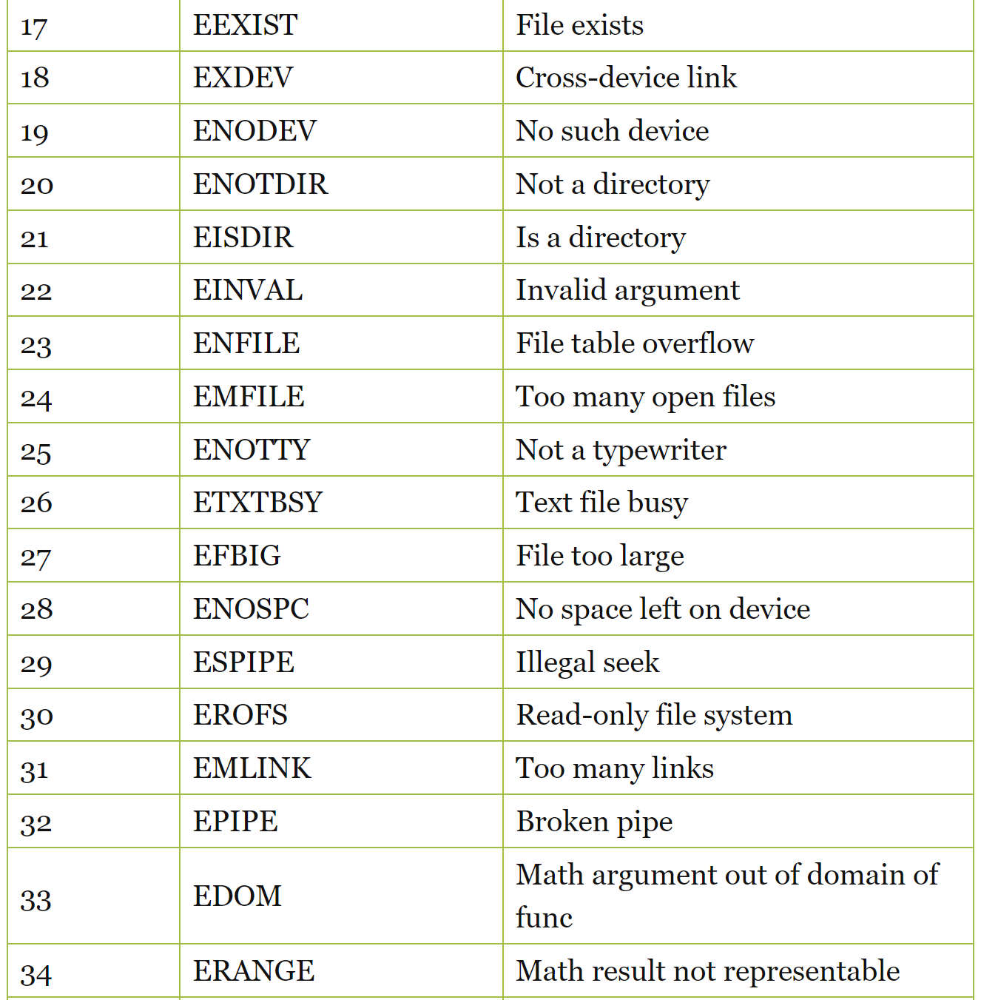 17 EEXIST File exists
18 EXDEV Cross-device link
19 ENODEV No such device
20 ENOTDIR Not a directory
21 EISDIR Is a directory
22 EINVAL Invalid argument
23 ENFILE File table overflow
24 EMFILE Too many open files
25 ENOTTY Not a typewriter
26 ETXTBSY Text file busy
27 EFBIG File too large
28 ENOSPC No space left on device
29 ESPIPE Illegal seek
30 EROFS Read-only file system
31 EMLINK Too many links
32 EPIPE Broken pipe
33 EDOM Math argument out of domain of
func
34 ERANGE Math result not representable